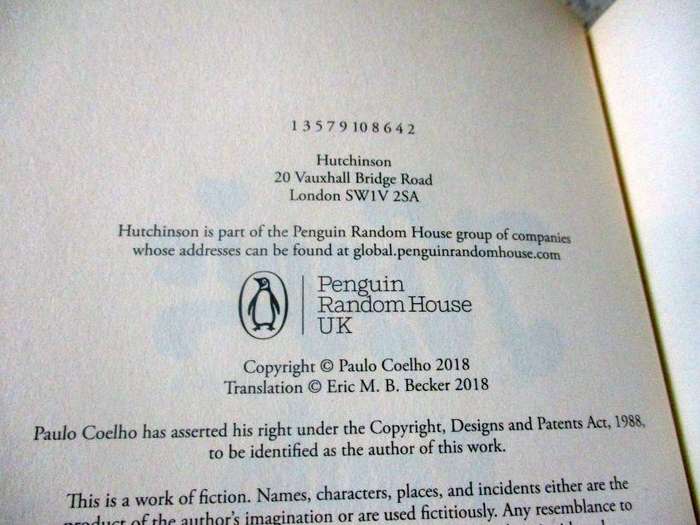 1 3 5 7 9 10 8 6 4 2
Hutchinson
20 Vauxhall Bridge Road
London SW1V 2SA
Hutchinson is part of the Penguin Random House group of companies
whose addresses can be found at global.penguinrandomhouse.com
Penguin
Random House
UK
Copyright © Paulo Coelho 2018
Translation © Eric M. B. Becker 2018
Paulo Coelho has asserted his right under the Copyright, Designs and Patents Act, 1988,
to be identified as the author of this work.
This is a work of fiction. Names, characters, places, and incidents either are the
product of the author's imagination or are used fictitiously. Any resemblance to